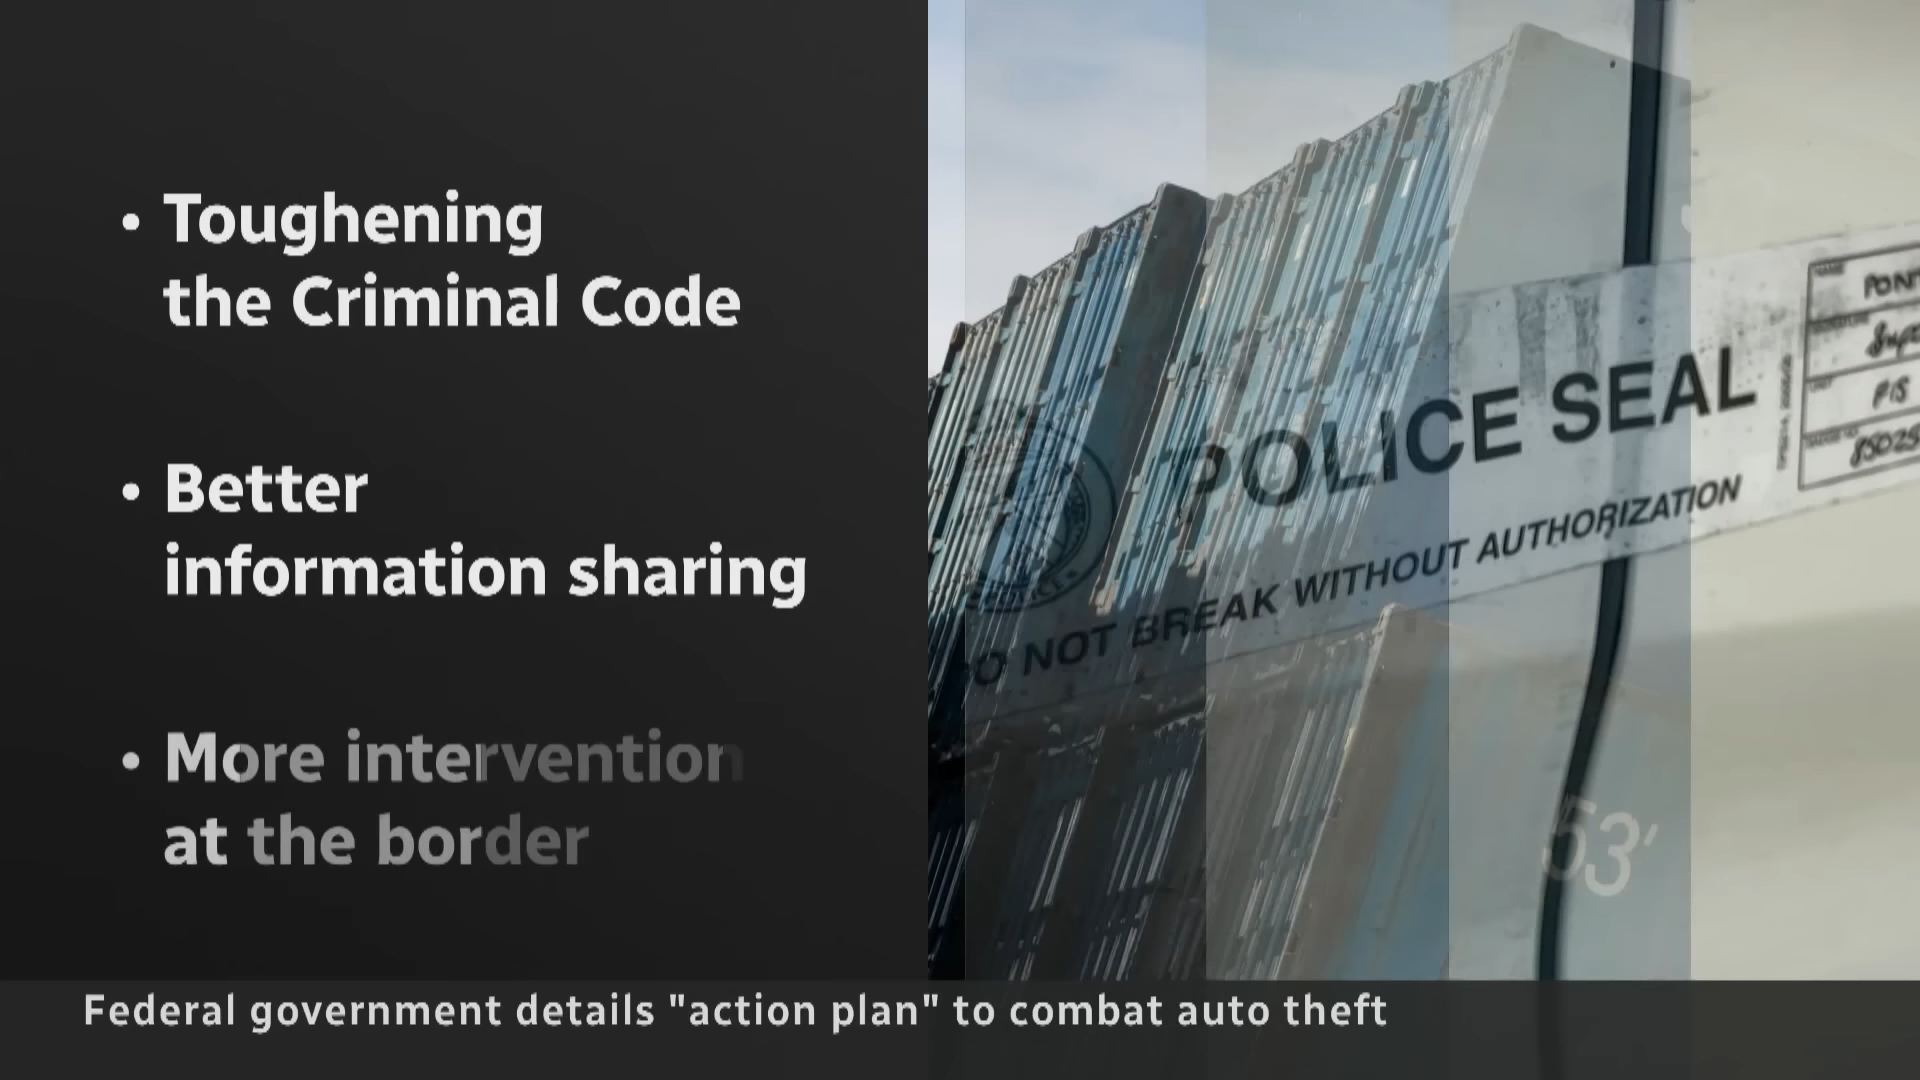 • Toughening
the Criminal Code
• Better
information sharing
• More intervention
at the border
POLICE SEAL
NOT BREAK WITHOUT AUTHORIZATION
53'
Federal government details "action plan" to combat auto theft